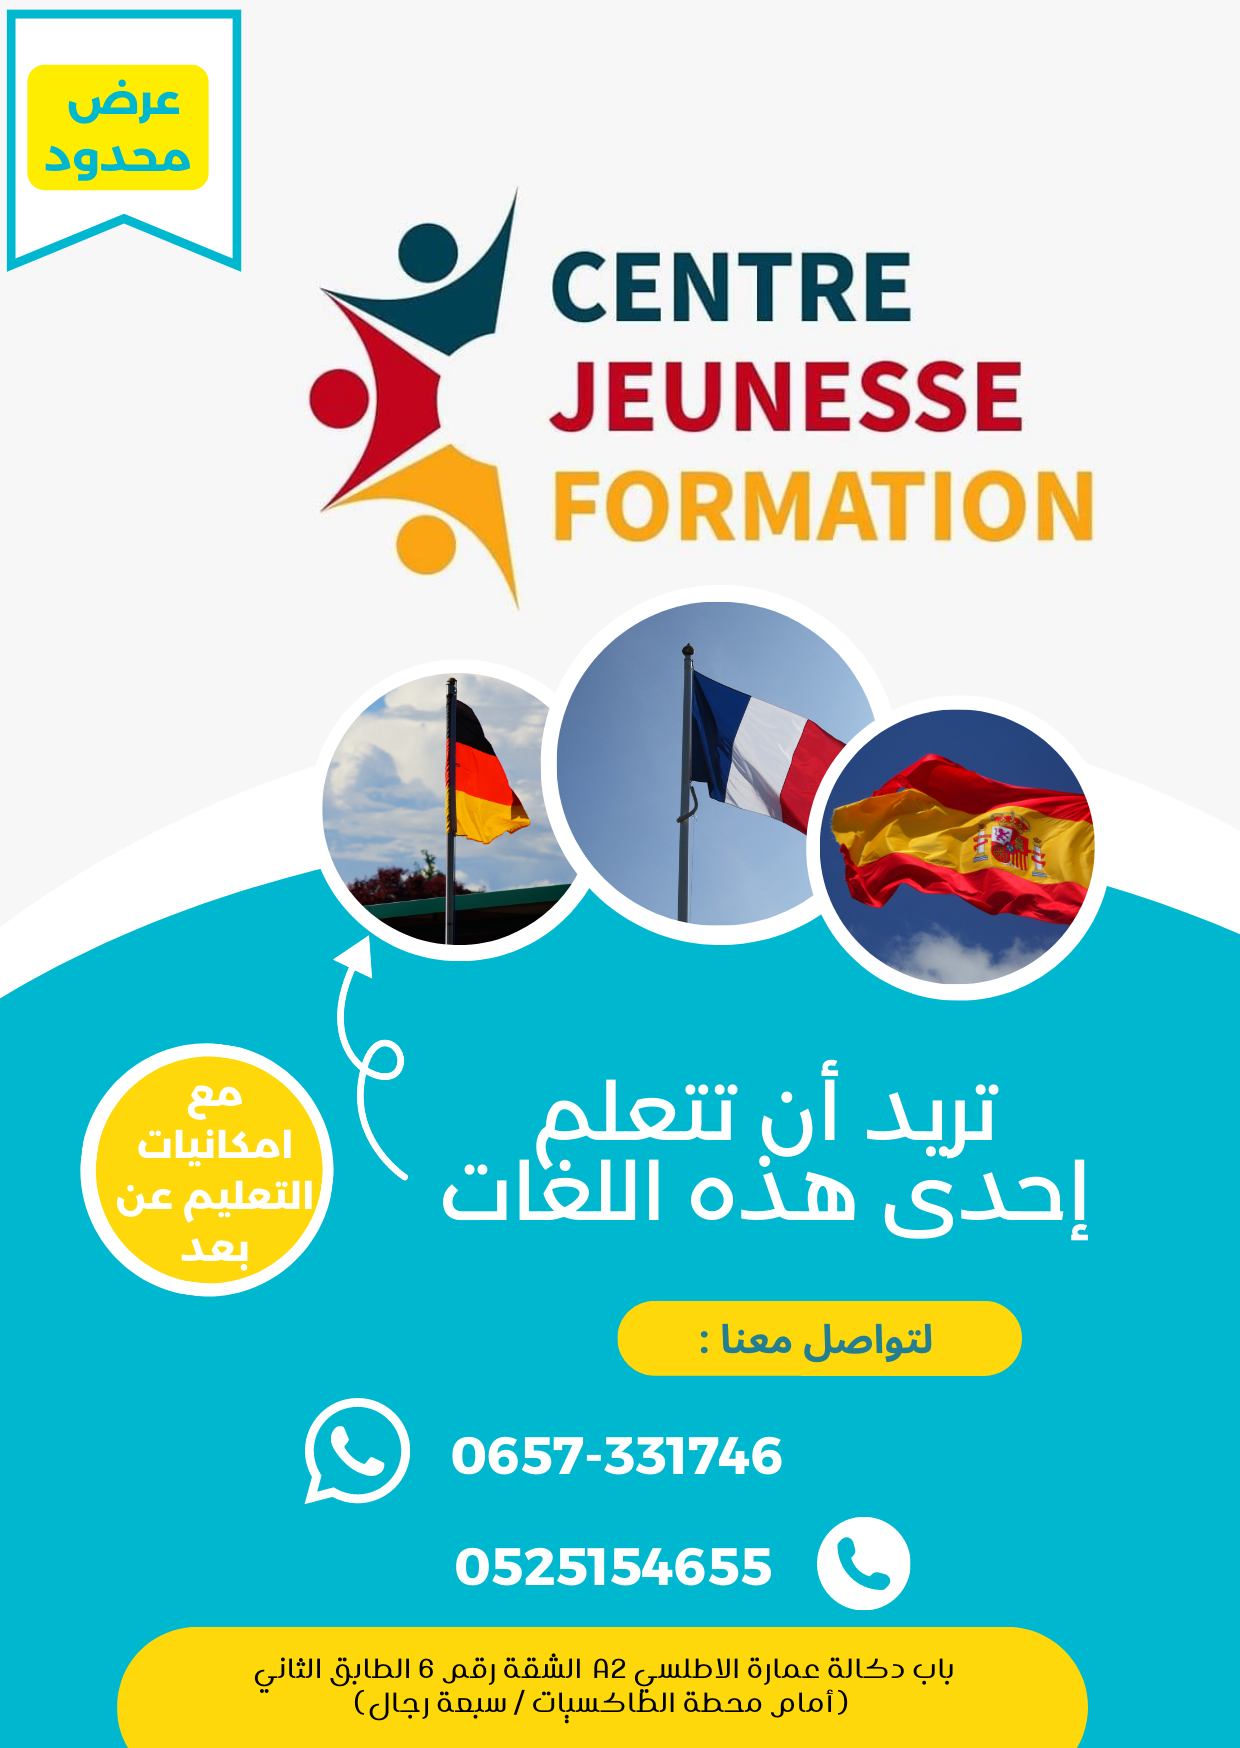 عرض
محدود
CENTRE
JEUNESSE
FORMATION
تريد أن تتعلم
إحدى هذه اللغات
مع
امكانيات
التعليم عن
بعد
لتواصل معنا :
0657-331746
0525154655
باب دكالة عمارة الاطلسي A2 الشقة رقم 6 الطابق الثاني
(أمام محطة الطاكسيات / سبعة رجال)